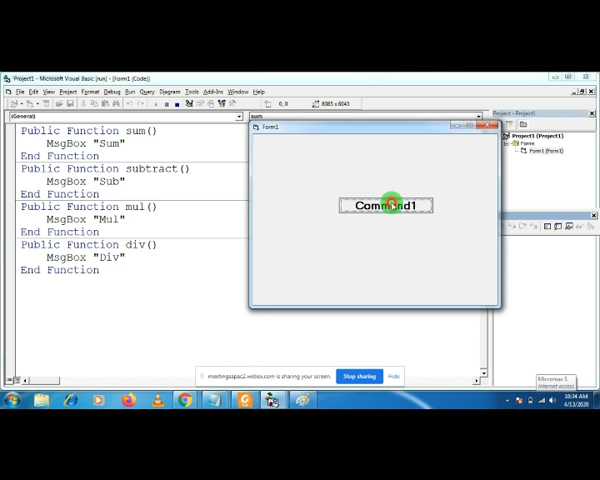 Project1 - Microsoft Visual Basic [run] - [Form1 (Code)]
File Edit View Project Format Debug Run Query Diagram Tools Add-Ins Window Help
0, 0 8085 x 6045
(General) sum
Public Function sum()
MsgBox "Sum"
End Function
Public Function subtract()
MsgBox "Sub"
End Function
Public Function mul()
MsgBox "Mul"
End Function
Public Function div()
MsgBox "Div"
End Function
Form1
Command1
Project - Project1
Project1 (Project1)
Forms
Form1 (Form1)
meetingsapac2.webex.com is sharing your screen. Stop sharing Hide
Micromax 5
Internet access
10:34 AM
4/13/2020